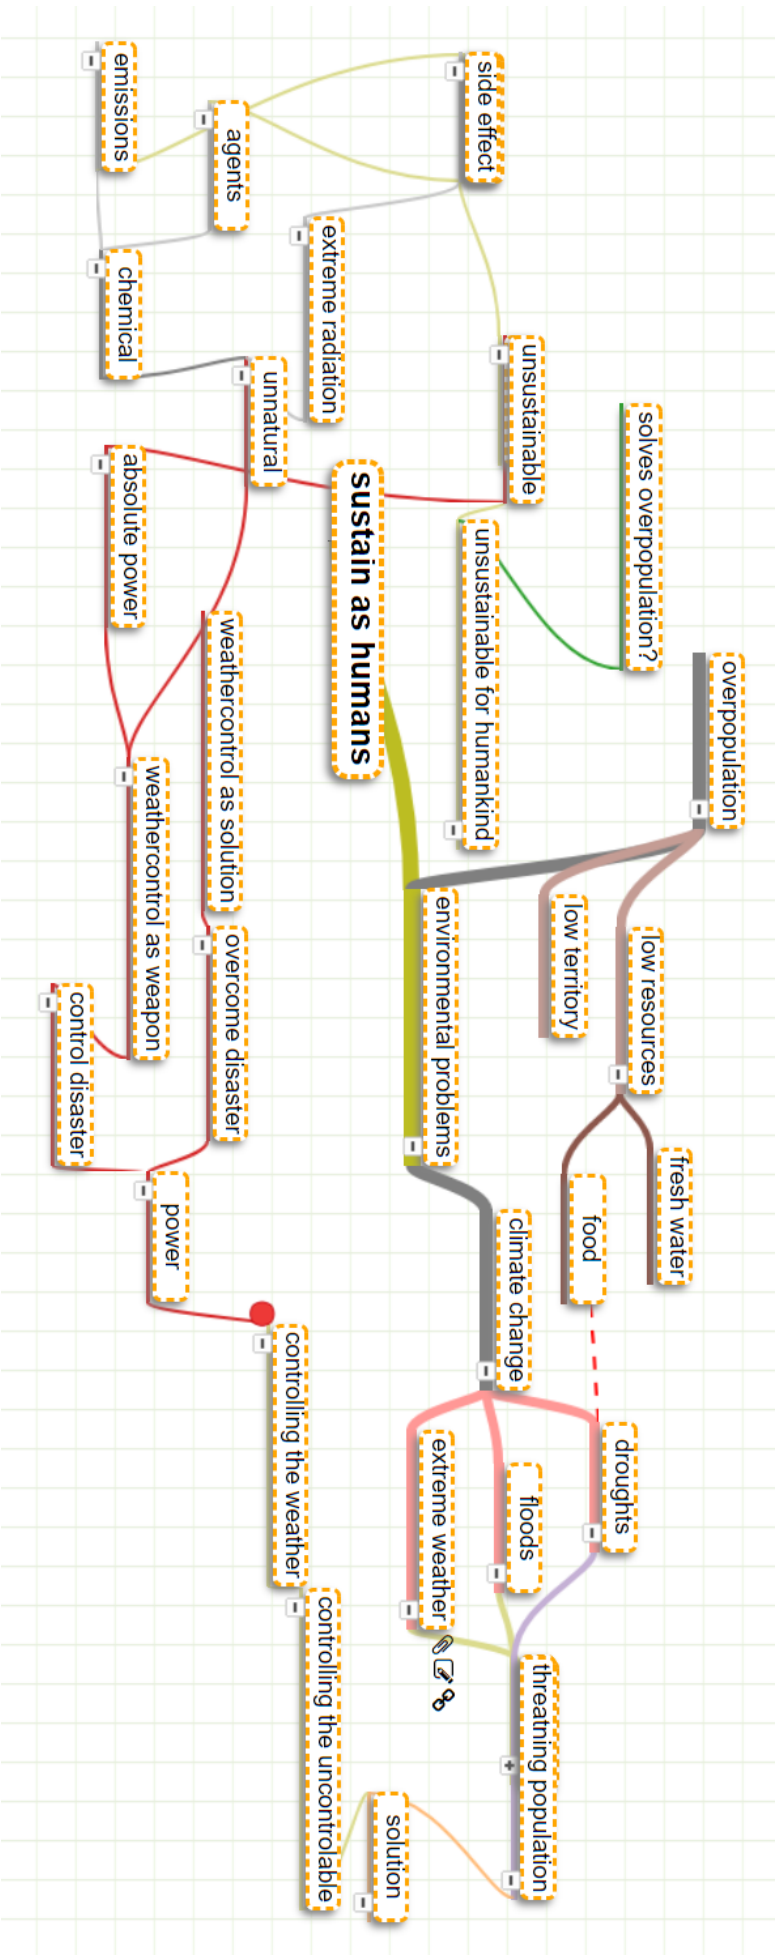 solves overpopulation?
overpopulation
fresh water
low resources
food
droughts
low territory
threatning population
side effect
unsustainable
unsustainable for humankind
climate change
floods
environmental problems
extreme weather
sustain as humans
solution
extreme radiation
controlling the uncontrolable
unnatural
controlling the weather
agents
weathercontrol as solution
overcome disaster
power
emissions
chemical
absolute power
weathercontrol as weapon
control disaster